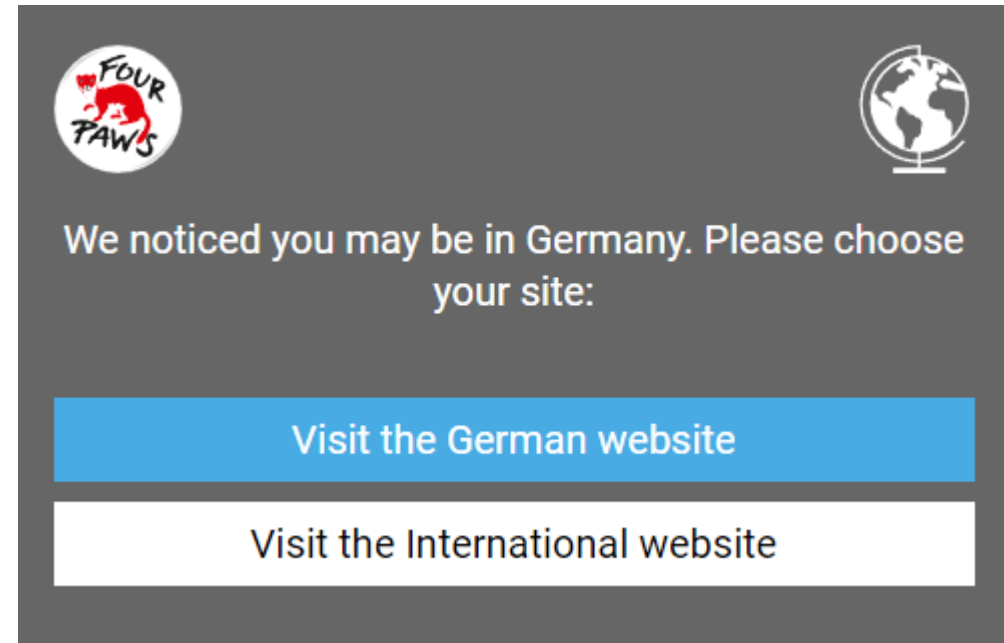 FOUR
PAWS
We noticed you may be in Germany. Please choose
your site:
Visit the German website
Visit the International website